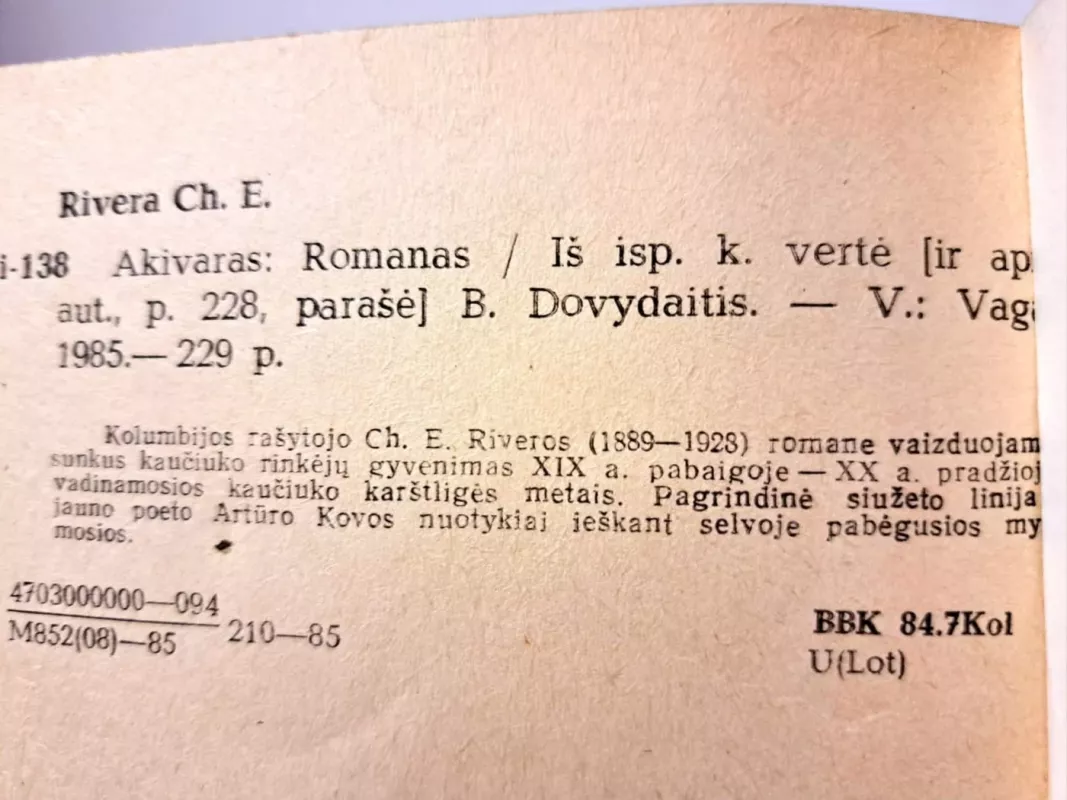 Rivera Ch. E.
i-138 Akivaras: Romanas / Iš isp. k. vertė [ir ap
aut., p. 228, parašė] B. Dovydaitis. — V.: Vaga
1985.— 229 p.
Kolumbijos rašytojo Ch. E. Riveros (1889—1928) romane vaizduojam
sunkus kaučiuko rinkėjų gyvenimas XIX a. pabaigoje — XX a. pradžioj
vadinamosios kaučiuko karštligės metais. Pagrindinė siužeto linija
jauno poeto Artūro Kovos nuotykiai ieškant selvoje pabėgusios my
mosios.
4703000000—094
M852(08)—85 210—85
BBK 84.7Kol
U(Lot)